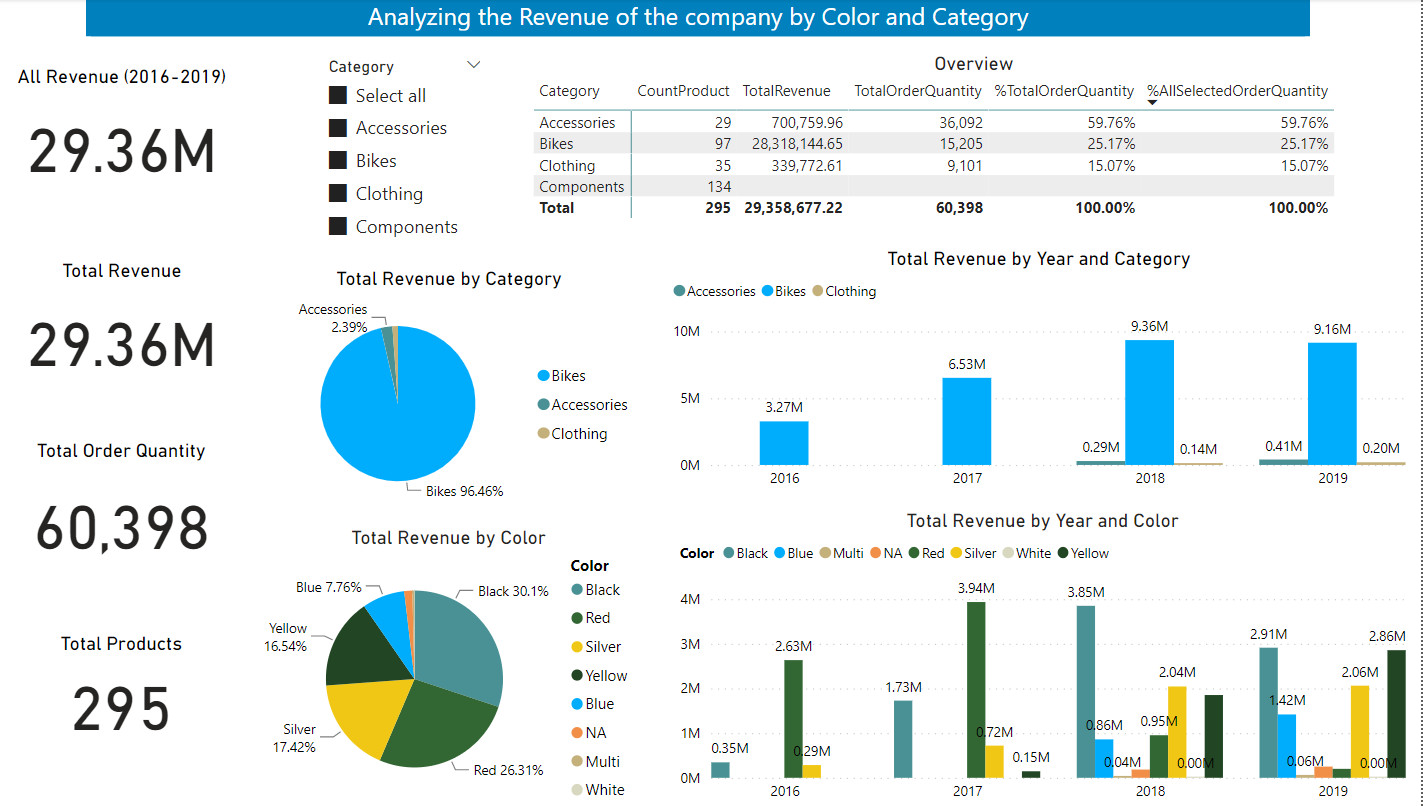 Analyzing the Revenue of the company by Color and Category
All Revenue (2016-2019)
29.36M
Total Revenue
29.36M
Total Order Quantity
60,398
Total Products
295
Category
Select all
Accessories
Bikes
Clothing
Components
Overview
Category CountProduct TotalRevenue TotalOrderQuantity %TotalOrderQuantity %AllSelectedOrderQuantity
Accessories 29 700,759.96 36,092 59.76% 59.76%
Bikes 97 28,318,144.65 15,205 25.17% 25.17%
Clothing 35 339,772.61 9,101 15.07% 15.07%
Components 134
Total 295 29,358,677.22 60,398 100.00% 100.00%
Total Revenue by Category
Accessories
2.39%
Bikes 96.46%
Bikes
Accessories
Clothing
Total Revenue by Year and Category
Accessories Bikes Clothing
10M
5M
0M
3.27M
6.53M
0.29M
9.36M
0.14M
0.41M
9.16M
0.20M
2016 2017 2018 2019
Total Revenue by Color
Blue 7.76%
Black 30.1%
Yellow
16.54%
Silver
17.42%
Red 26.31%
Color
Black
Red
Silver
Yellow
Blue
NA
Multi
White
Total Revenue by Year and Color
Color Black Blue Multi NA Red Silver White Yellow
4M
3M
2M
1M
0M
0.35M
2.63M
0.29M
1.73M
3.94M
0.72M
0.15M
3.85M
0.86M
0.04M
0.95M
2.04M
0.00M
2.91M
1.42M
0.06M
2.06M
0.00M
2.86M
2016 2017 2018 2019